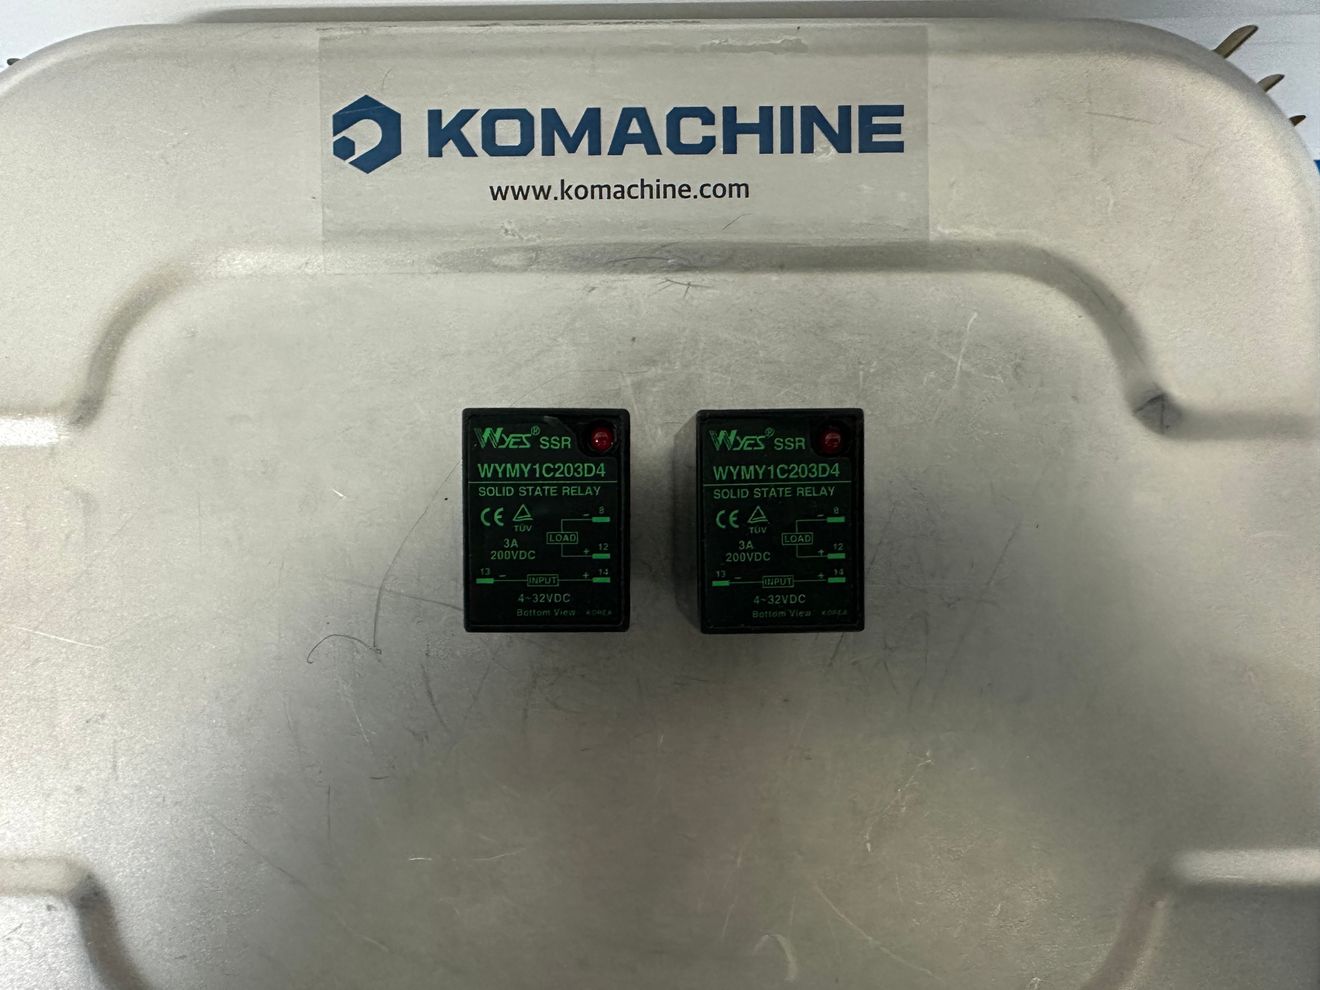 KOMACHINE
www.komachine.com
WYES® SSR
WYMY1C203D4
SOLID STATE RELAY
CE TÜV
3A
200VDC
- 8
LOAD
+ 12
13 - INPUT + 14
4~32VDC
Bottom View KOREA
WYES® SSR
WYMY1C203D4
SOLID STATE RELAY
CE TÜV
3A
200VDC
- 8
LOAD
+ 12
13 - INPUT + 14
4~32VDC
Bottom View KOREA